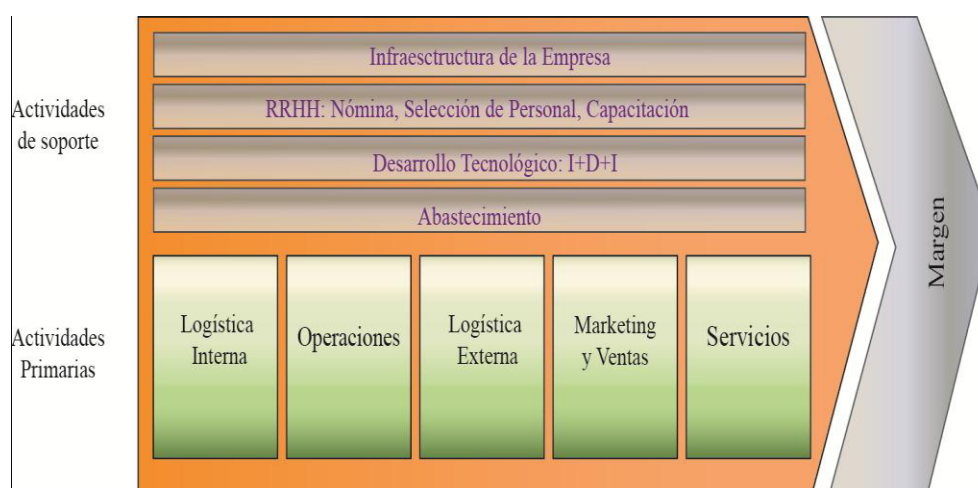 Actividades
de soporte
Infraesctructura de la Empresa
RRHH: Nómina, Selección de Personal, Capacitación
Desarrollo Tecnológico: I+D+I
Abastecimiento
Actividades
Primarias
Logística
Interna
Operaciones
Logística
Externa
Marketing
y Ventas
Servicios
Margen